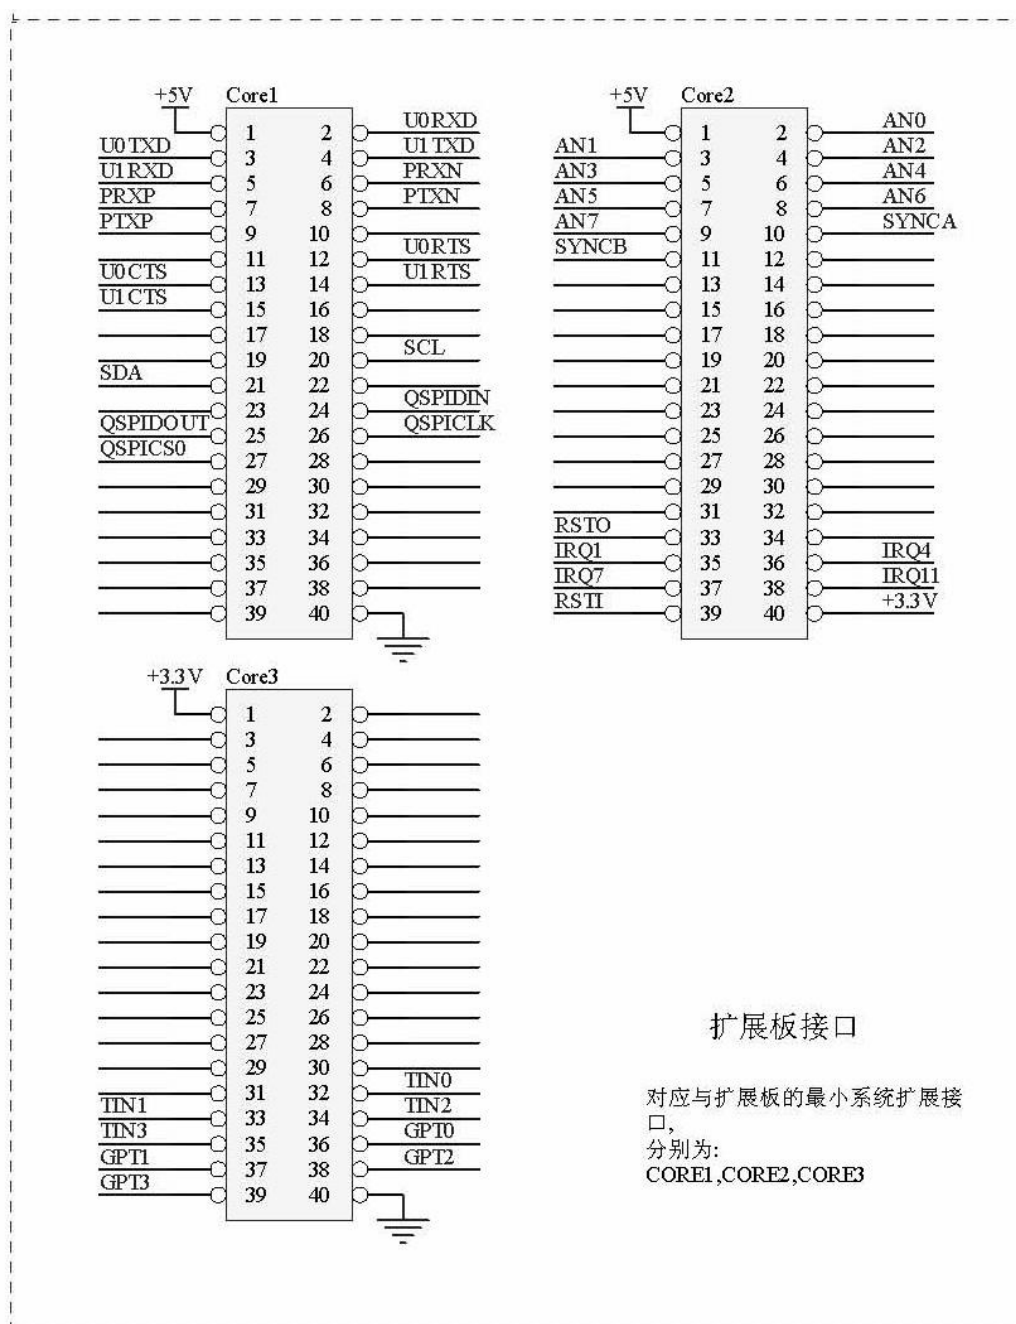 +5V Core1
1 2 U0RXD
U0TXD 3 4 U1TXD
U1RXD 5 6 PRXN
PRXP 7 8 PTXN
PTXP 9 10
11 12 U0RTS
U0CTS 13 14 U1RTS
U1CTS 15 16
17 18
19 20 SCL
SDA 21 22
23 24 QSPIDIN
QSPIDOUT 25 26 QSPICLK
QSPICS0 27 28
29 30
31 32
33 34
35 36
37 38
39 40
+5V Core2
1 2 AN0
AN1 3 4 AN2
AN3 5 6 AN4
AN5 7 8 AN6
AN7 9 10 SYNCA
SYNCB 11 12
13 14
15 16
17 18
19 20
21 22
23 24
25 26
27 28
29 30
31 32
RSTO 33 34
IRQ1 35 36 IRQ4
IRQ7 37 38 IRQ11
RSTI 39 40 +3.3V
+3.3V Core3
1 2
3 4
5 6
7 8
9 10
11 12
13 14
15 16
17 18
19 20
21 22
23 24
25 26
27 28
29 30
31 32 TIN0
TIN1 33 34 TIN2
TIN3 35 36 GPT0
GPT1 37 38 GPT2
GPT3 39 40
扩展板接口
对应与扩展板的最小系统扩展接
口,
分别为:
CORE1,CORE2,CORE3